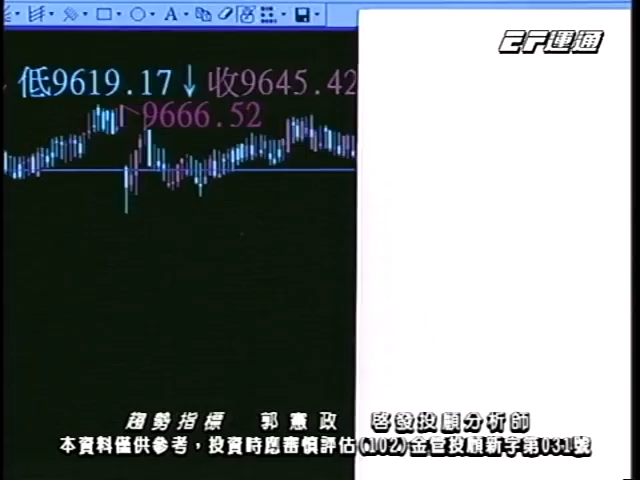 運通
低9619.17↓收9645.42
9666.52
趨勢指標 郭憲政 啓發投顧分析師
本資料僅供參考，投資時應審慎評估(102)金管投顧新字第031號